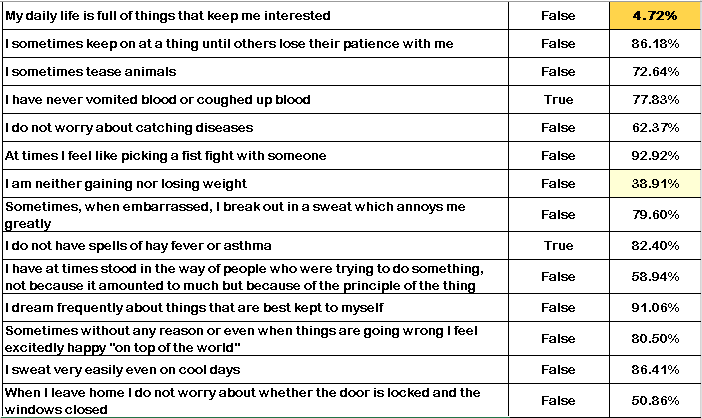 My daily life is full of things that keep me interested False 4.72%
I sometimes keep on at a thing until others lose their patience with me False 86.18%
I sometimes tease animals False 72.64%
I have never vomited blood or coughed up blood True 77.83%
I do not worry about catching diseases False 62.37%
At times I feel like picking a fist fight with someone False 92.92%
I am neither gaining nor losing weight False 38.91%
Sometimes, when embarrassed, I break out in a sweat which annoys me
greatly False 79.60%
I do not have spells of hay fever or asthma True 82.40%
I have at times stood in the way of people who were trying to do something,
not because it amounted to much but because of the principle of the thing False 58.94%
I dream frequently about things that are best kept to myself False 91.06%
Sometimes without any reason or even when things are going wrong I feel
excitedly happy "on top of the world" False 80.50%
I sweat very easily even on cool days False 86.41%
When I leave home I do not worry about whether the door is locked and the
windows closed False 50.86%